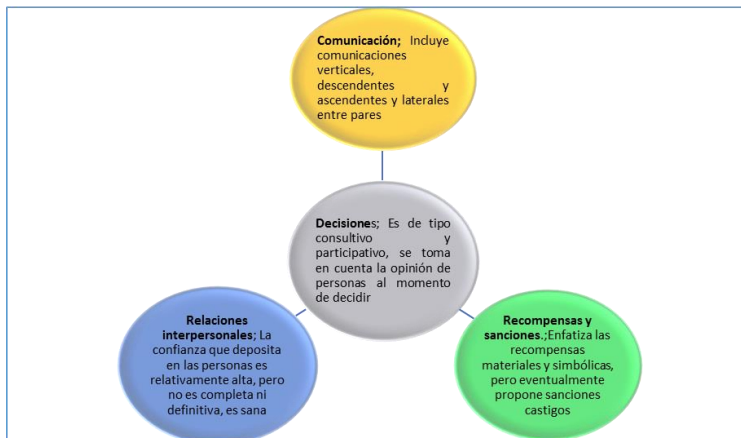 Comunicación; Incluye
comunicaciones
verticales,
descendentes y
ascendentes y laterales
entre pares
Decisiones; Es de tipo
consultivo y
participativo, se toma
en cuenta la opinión de
personas al momento
de decidir
Relaciones
interpersonales; La
confianza que deposita
en las personas es
relativamente alta, pero
no es completa ni
definitiva, es sana
Recompensas y
sanciones.;Enfatiza las
recompensas
materiales y simbólicas,
pero eventualmente
propone sanciones
castigos